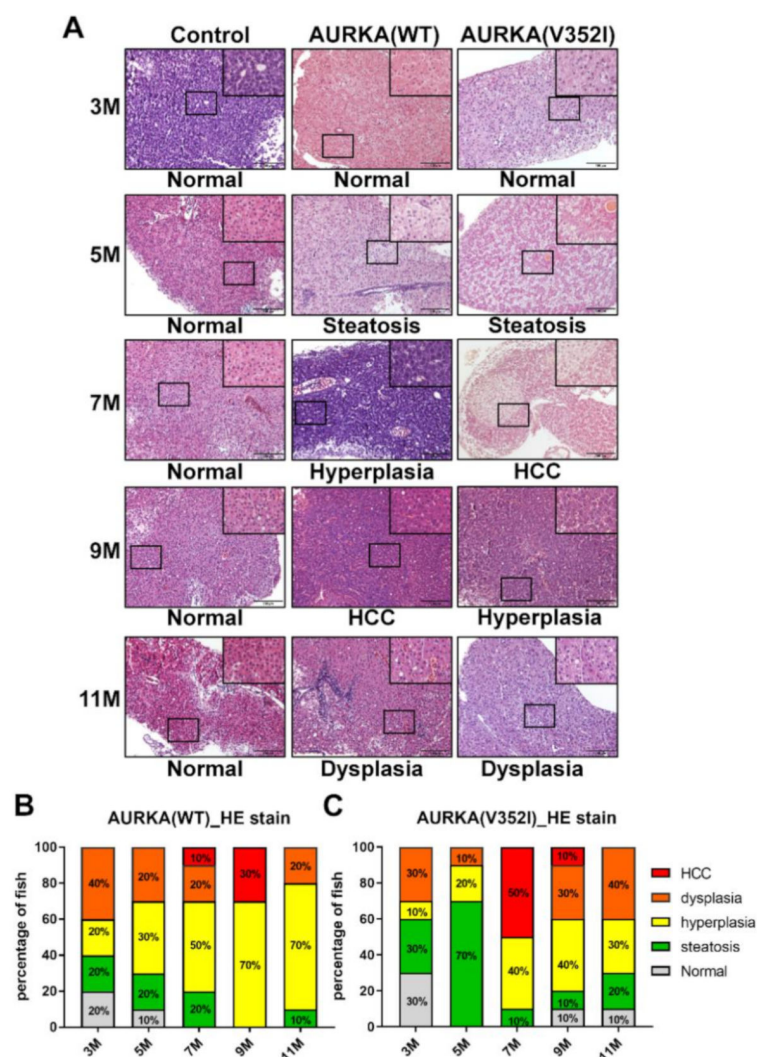 A
Control AURKA(WT) AURKA(V352I)
3M
Normal Normal Normal
5M
Normal Steatosis Steatosis
7M
Normal Hyperplasia HCC
9M
Normal HCC Hyperplasia
11M
Normal Dysplasia Dysplasia
B
AURKA(WT)_HE stain
percentage of fish
100
80
60
40
20
0
40% 20% 10% 30% 20%
20% 30% 20% 70% 70%
20% 20% 50% 10%
20% 10% 20%
3M 5M 7M 9M 11M
C
AURKA(V352I)_HE stain
percentage of fish
100
80
60
40
20
0
30% 10% 50% 10% 40%
10% 20% 40% 30% 30%
30% 70% 10% 40% 20%
30% 10% 10%
10%
3M 5M 7M 9M 11M
HCC
dysplasia
hyperplasia
steatosis
Normal